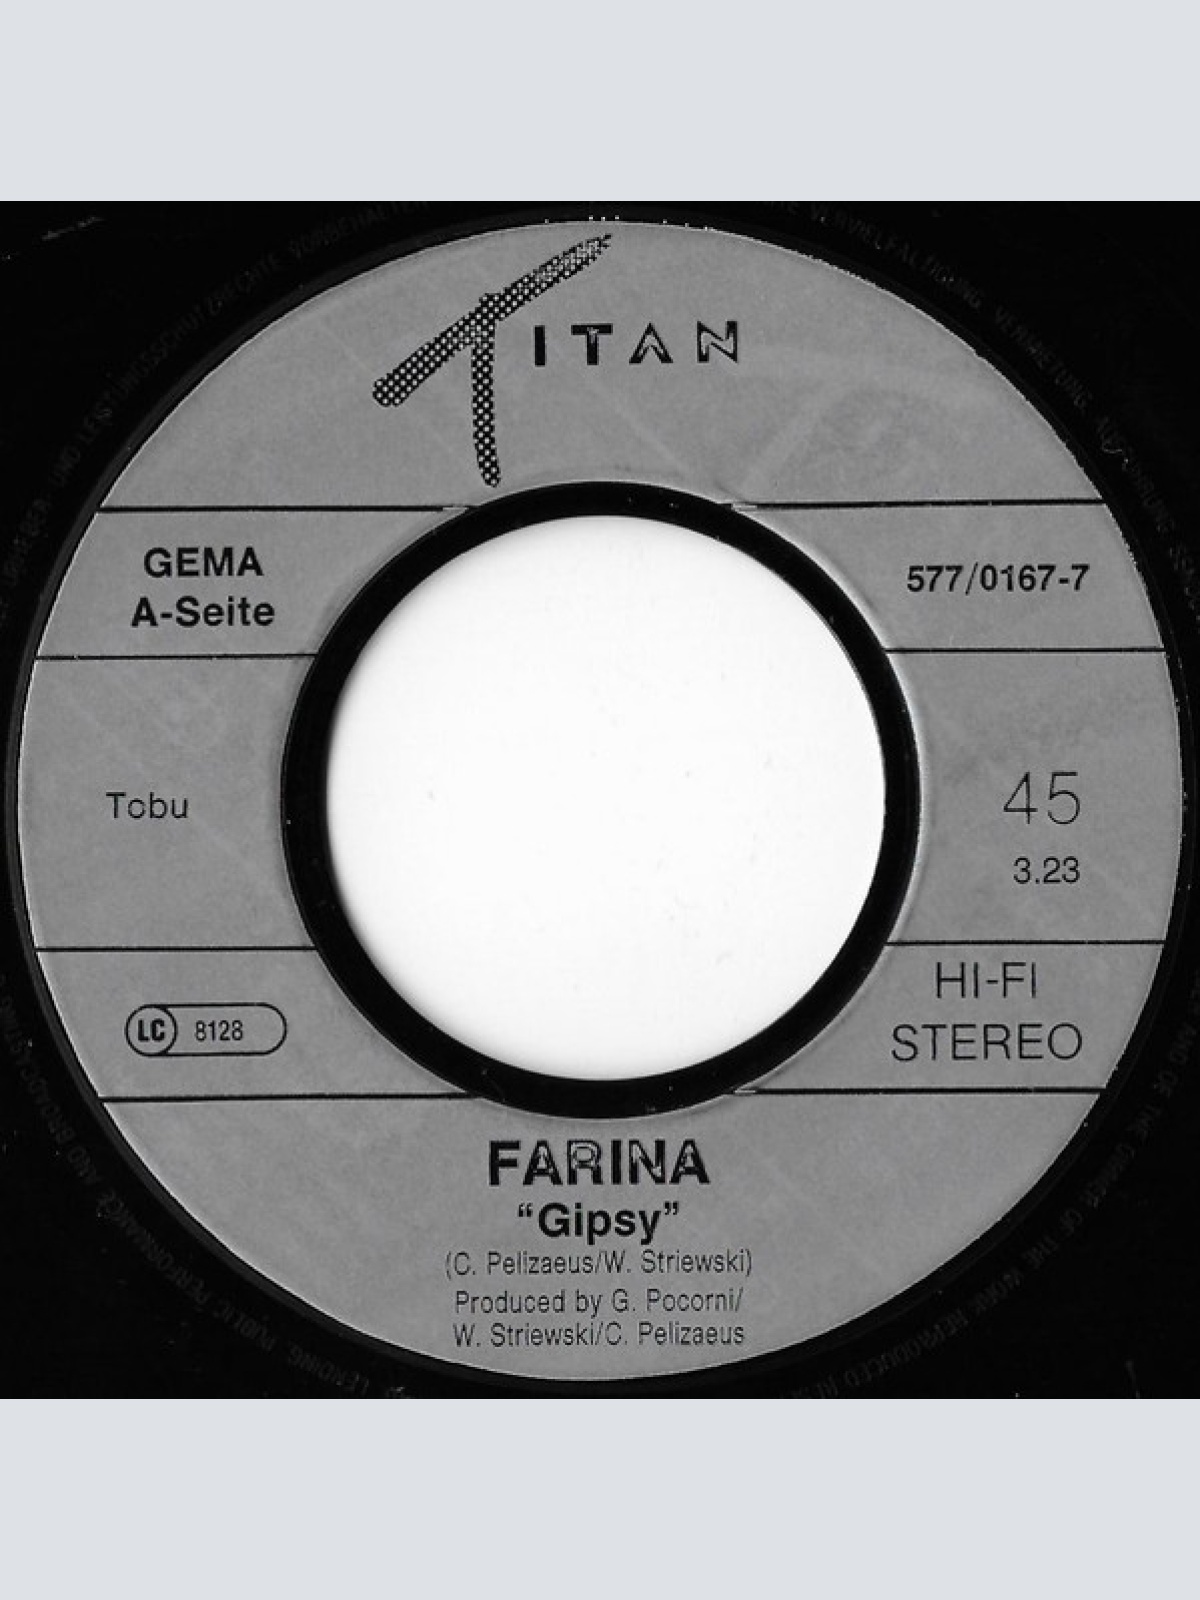 TITAN
GEMA
A-Seite
577/0167-7
Tobu
45
3.23
LC 8128
HI-FI
STEREO
FARINA
“Gipsy”
(C. Pelizaeus/W. Striewski)
Produced by G. Pocorni/
W. Striewski/C. Pelizaeus